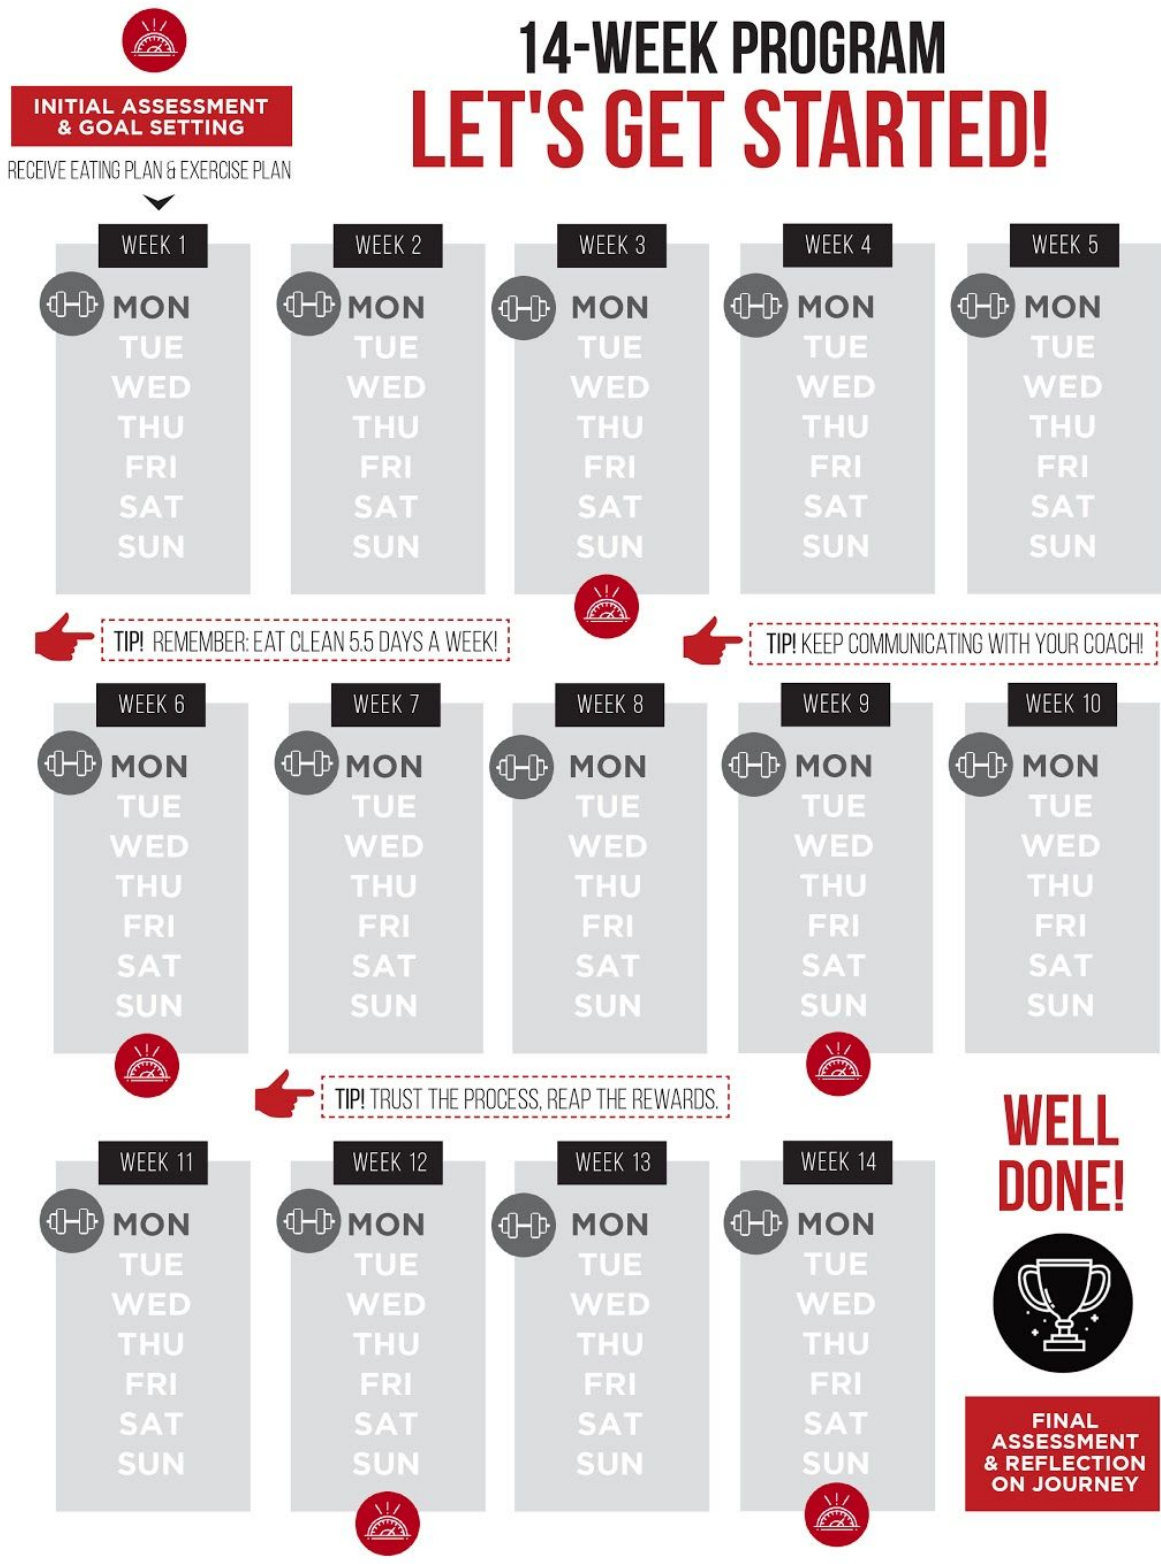 14-WEEK PROGRAM
LET'S GET STARTED!
INITIAL ASSESSMENT
& GOAL SETTING
RECEIVE EATING PLAN & EXERCISE PLAN
WEEK 1
MON
TUE
WED
THU
FRI
SAT
SUN
WEEK 2
MON
TUE
WED
THU
FRI
SAT
SUN
WEEK 3
MON
TUE
WED
THU
FRI
SAT
SUN
WEEK 4
MON
TUE
WED
THU
FRI
SAT
SUN
WEEK 5
MON
TUE
WED
THU
FRI
SAT
SUN
TIP! REMEMBER: EAT CLEAN 5.5 DAYS A WEEK!
TIP! KEEP COMMUNICATING WITH YOUR COACH!
WEEK 6
MON
TUE
WED
THU
FRI
SAT
SUN
WEEK 7
MON
TUE
WED
THU
FRI
SAT
SUN
WEEK 8
MON
TUE
WED
THU
FRI
SAT
SUN
WEEK 9
MON
TUE
WED
THU
FRI
SAT
SUN
WEEK 10
MON
TUE
WED
THU
FRI
SAT
SUN
TIP! TRUST THE PROCESS, REAP THE REWARDS.
WEEK 11
MON
TUE
WED
THU
FRI
SAT
SUN
WEEK 12
MON
TUE
WED
THU
FRI
SAT
SUN
WEEK 13
MON
TUE
WED
THU
FRI
SAT
SUN
WEEK 14
MON
TUE
WED
THU
FRI
SAT
SUN
WELL
DONE!
FINAL
ASSESSMENT
& REFLECTION
ON JOURNEY